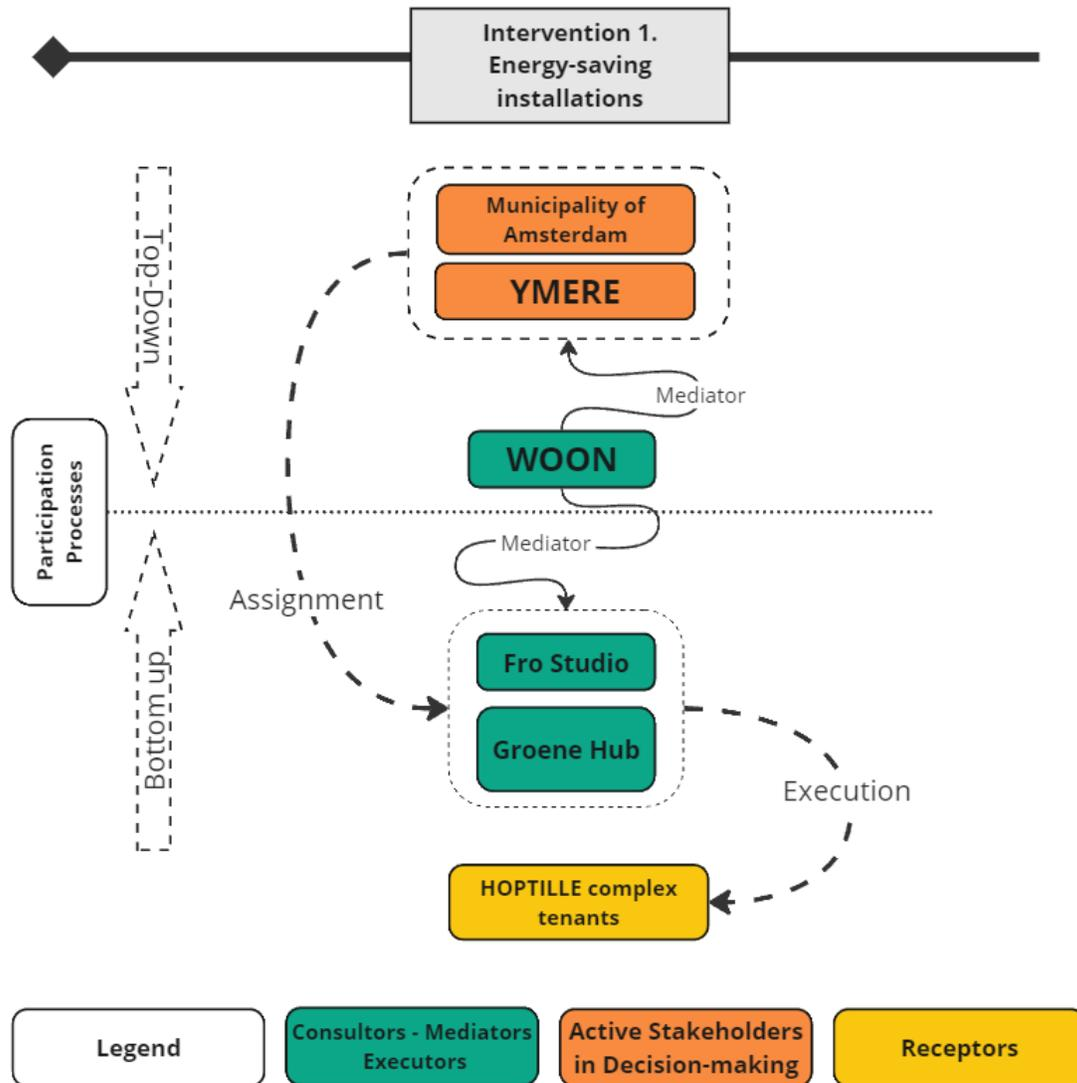 Intervention 1.
Energy-saving
installations
Top-Down
Municipality of
Amsterdam
YMERE
Mediator
WOON
Participation
Processes
Mediator
Assignment
Bottom up
Fro Studio
Groene Hub
Execution
HOPTILLE complex
tenants
Legend
Consultors - Mediators
Executors
Active Stakeholders
in Decision-making
Receptors